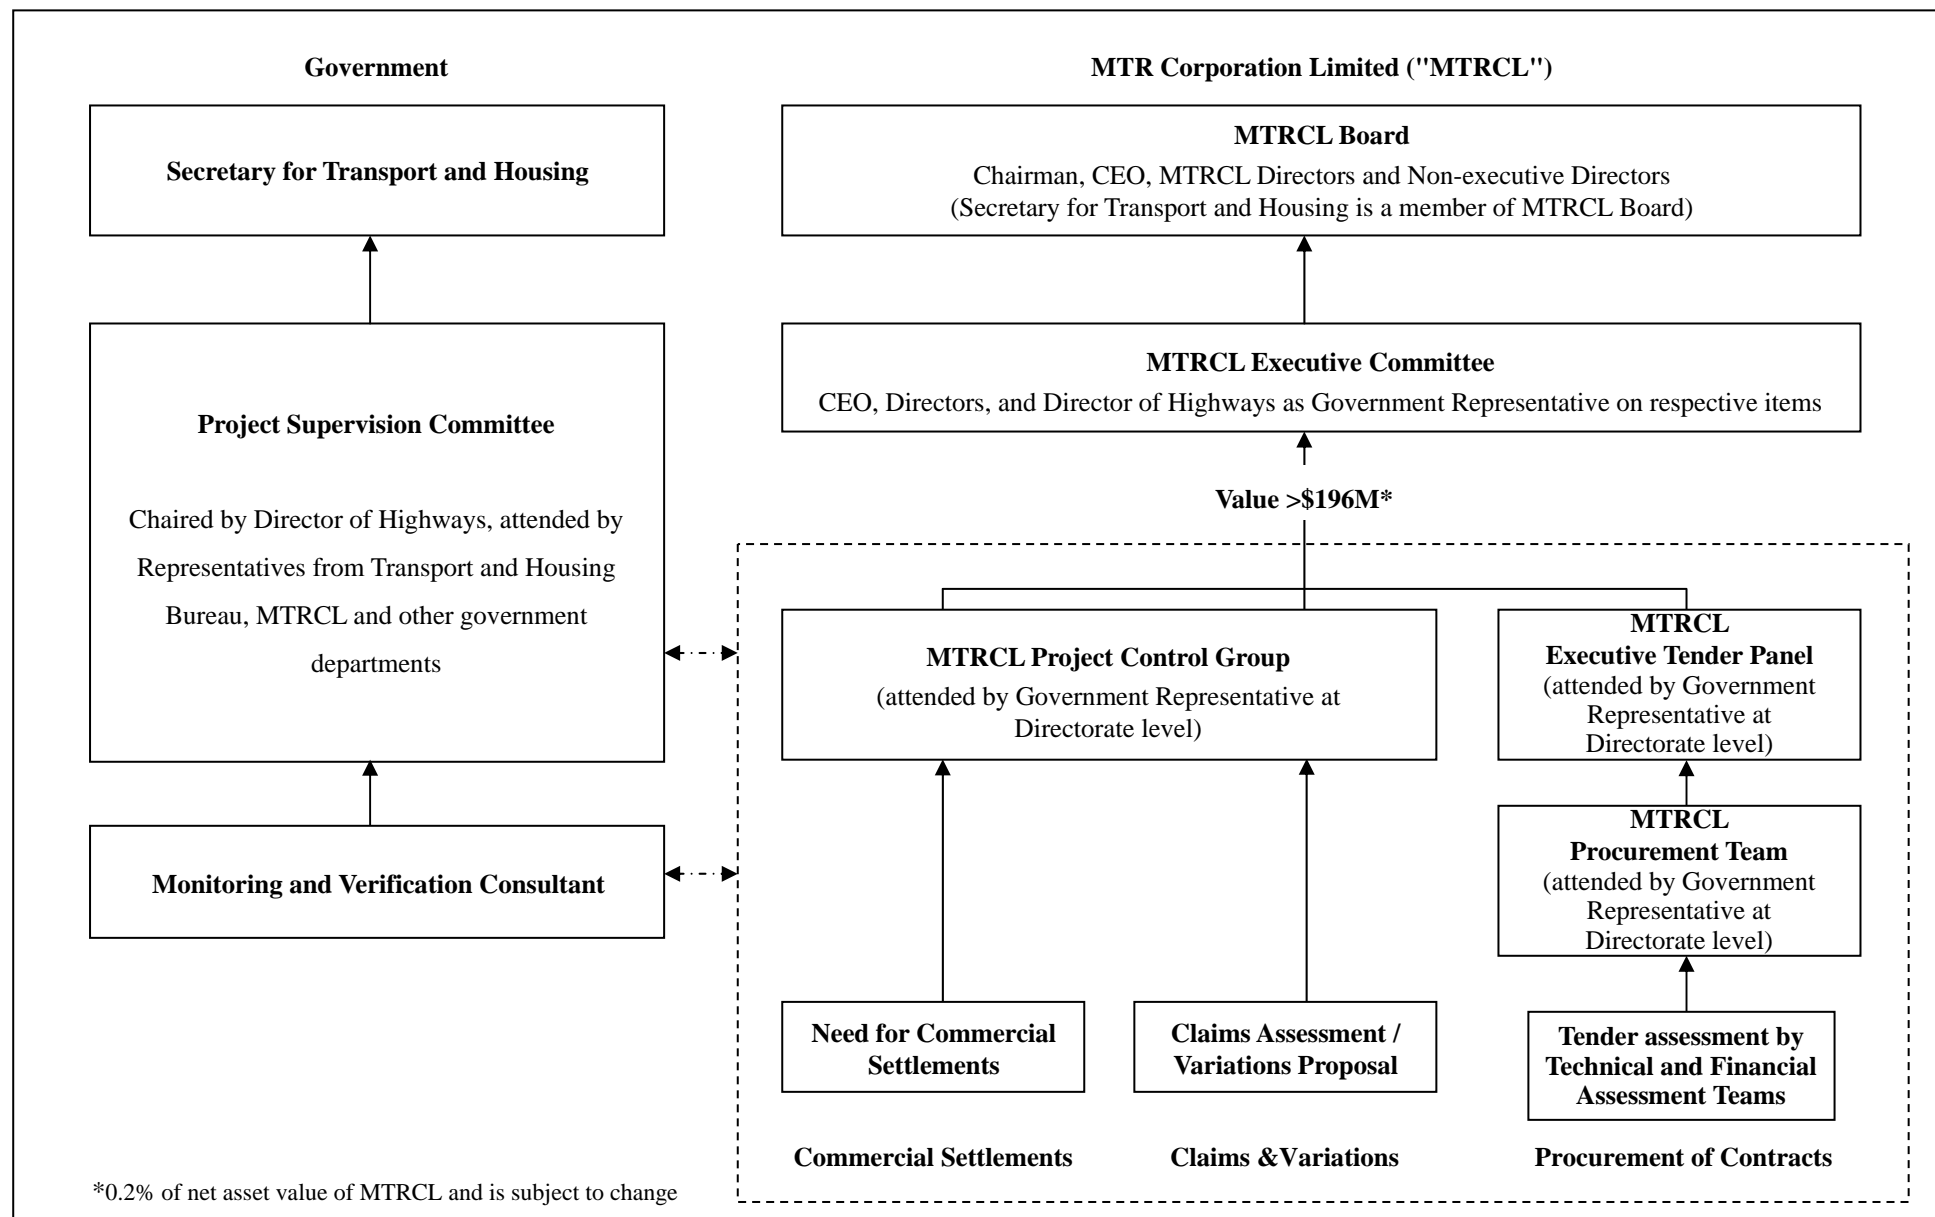 Government
Secretary for Transport and Housing
Project Supervision Committee
Chaired by Director of Highways, attended by
Representatives from Transport and Housing
Bureau, MTRCL and other government
departments
Monitoring and Verification Consultant
MTR Corporation Limited ("MTRCL")
MTRCL Board
Chairman, CEO, MTRCL Directors and Non-executive Directors
(Secretary for Transport and Housing is a member of MTRCL Board)
MTRCL Executive Committee
CEO, Directors, and Director of Highways as Government Representative on respective items
Value >$196M*
MTRCL Project Control Group
(attended by Government Representative at
Directorate level)
MTRCL
Executive Tender Panel
(attended by Government
Representative at
Directorate level)
MTRCL
Procurement Team
(attended by Government
Representative at
Directorate level)
Need for Commercial
Settlements
Claims Assessment /
Variations Proposal
Tender assessment by
Technical and Financial
Assessment Teams
Commercial Settlements
Claims &Variations
Procurement of Contracts
*0.2% of net asset value of MTRCL and is subject to change